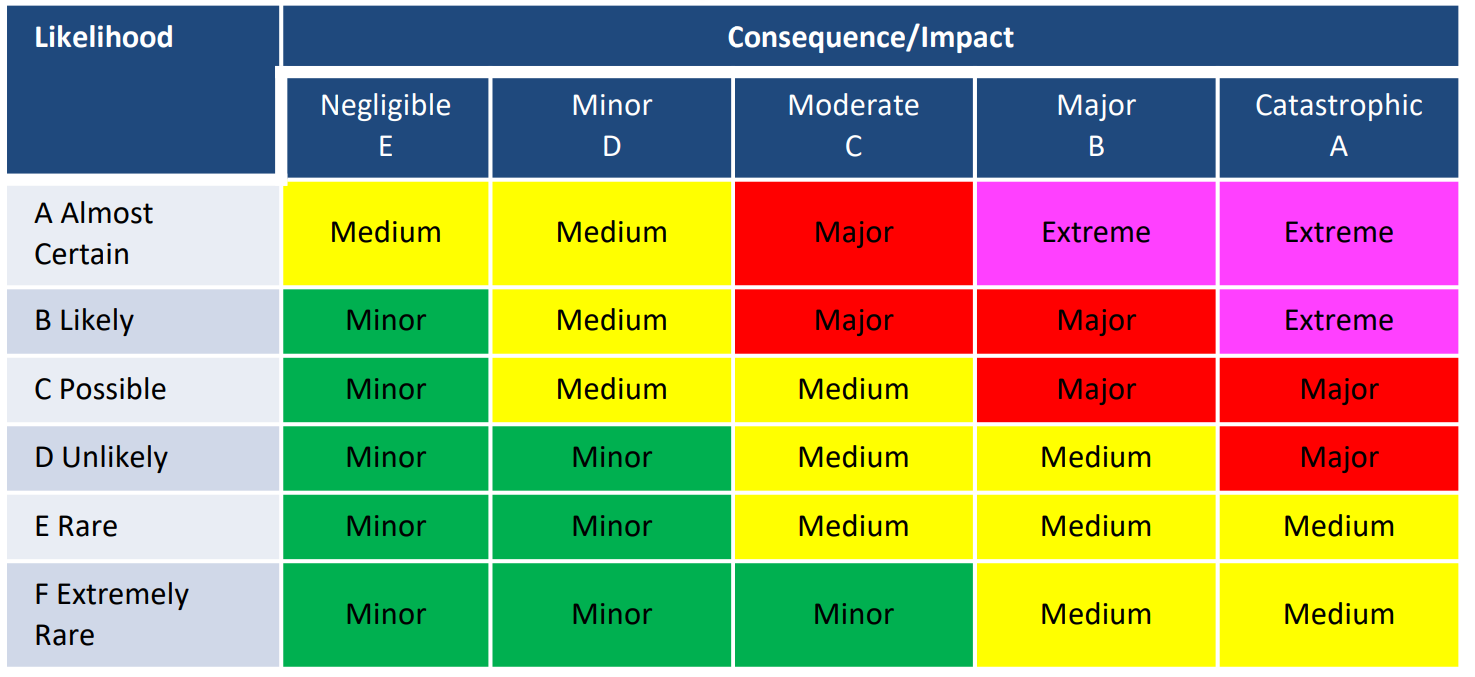 Likelihood Consequence/Impact
Negligible Minor Moderate Major Catastrophic
E D C B A
A Almost
Certain
Medium Medium Major Extreme Extreme
B Likely Minor Medium Major Major Extreme
C Possible Minor Medium Medium Major Major
D Unlikely Minor Minor Medium Medium Major
E Rare Minor Minor Medium Medium Medium
F Extremely
Rare
Minor Minor Minor Medium Medium